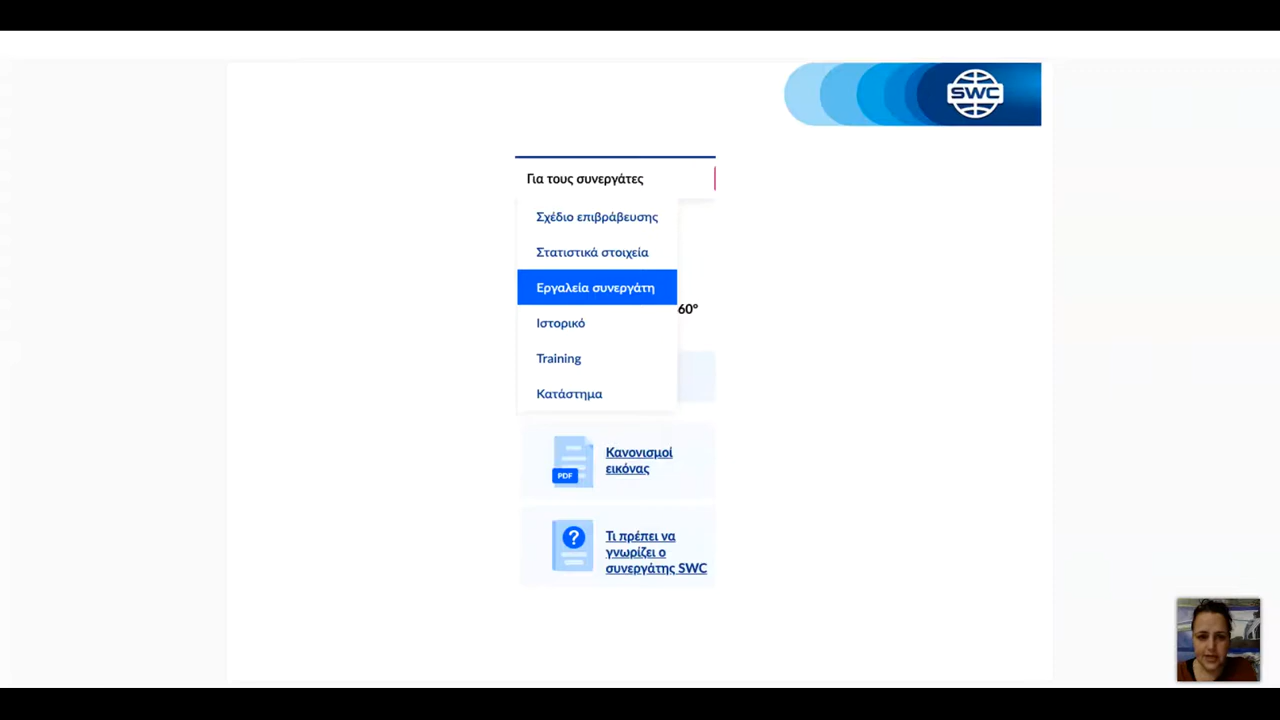 SWC
Για τους συνεργάτες
Σχέδιο επιβράβευσης
Στατιστικά στοιχεία
Εργαλεία συνεργάτη
60°
Ιστορικό
Training
Κατάστημα
Κανονισμοί
εικόνας
PDF
?
Τι πρέπει να
γνωρίζει ο
συνεργάτης SWC